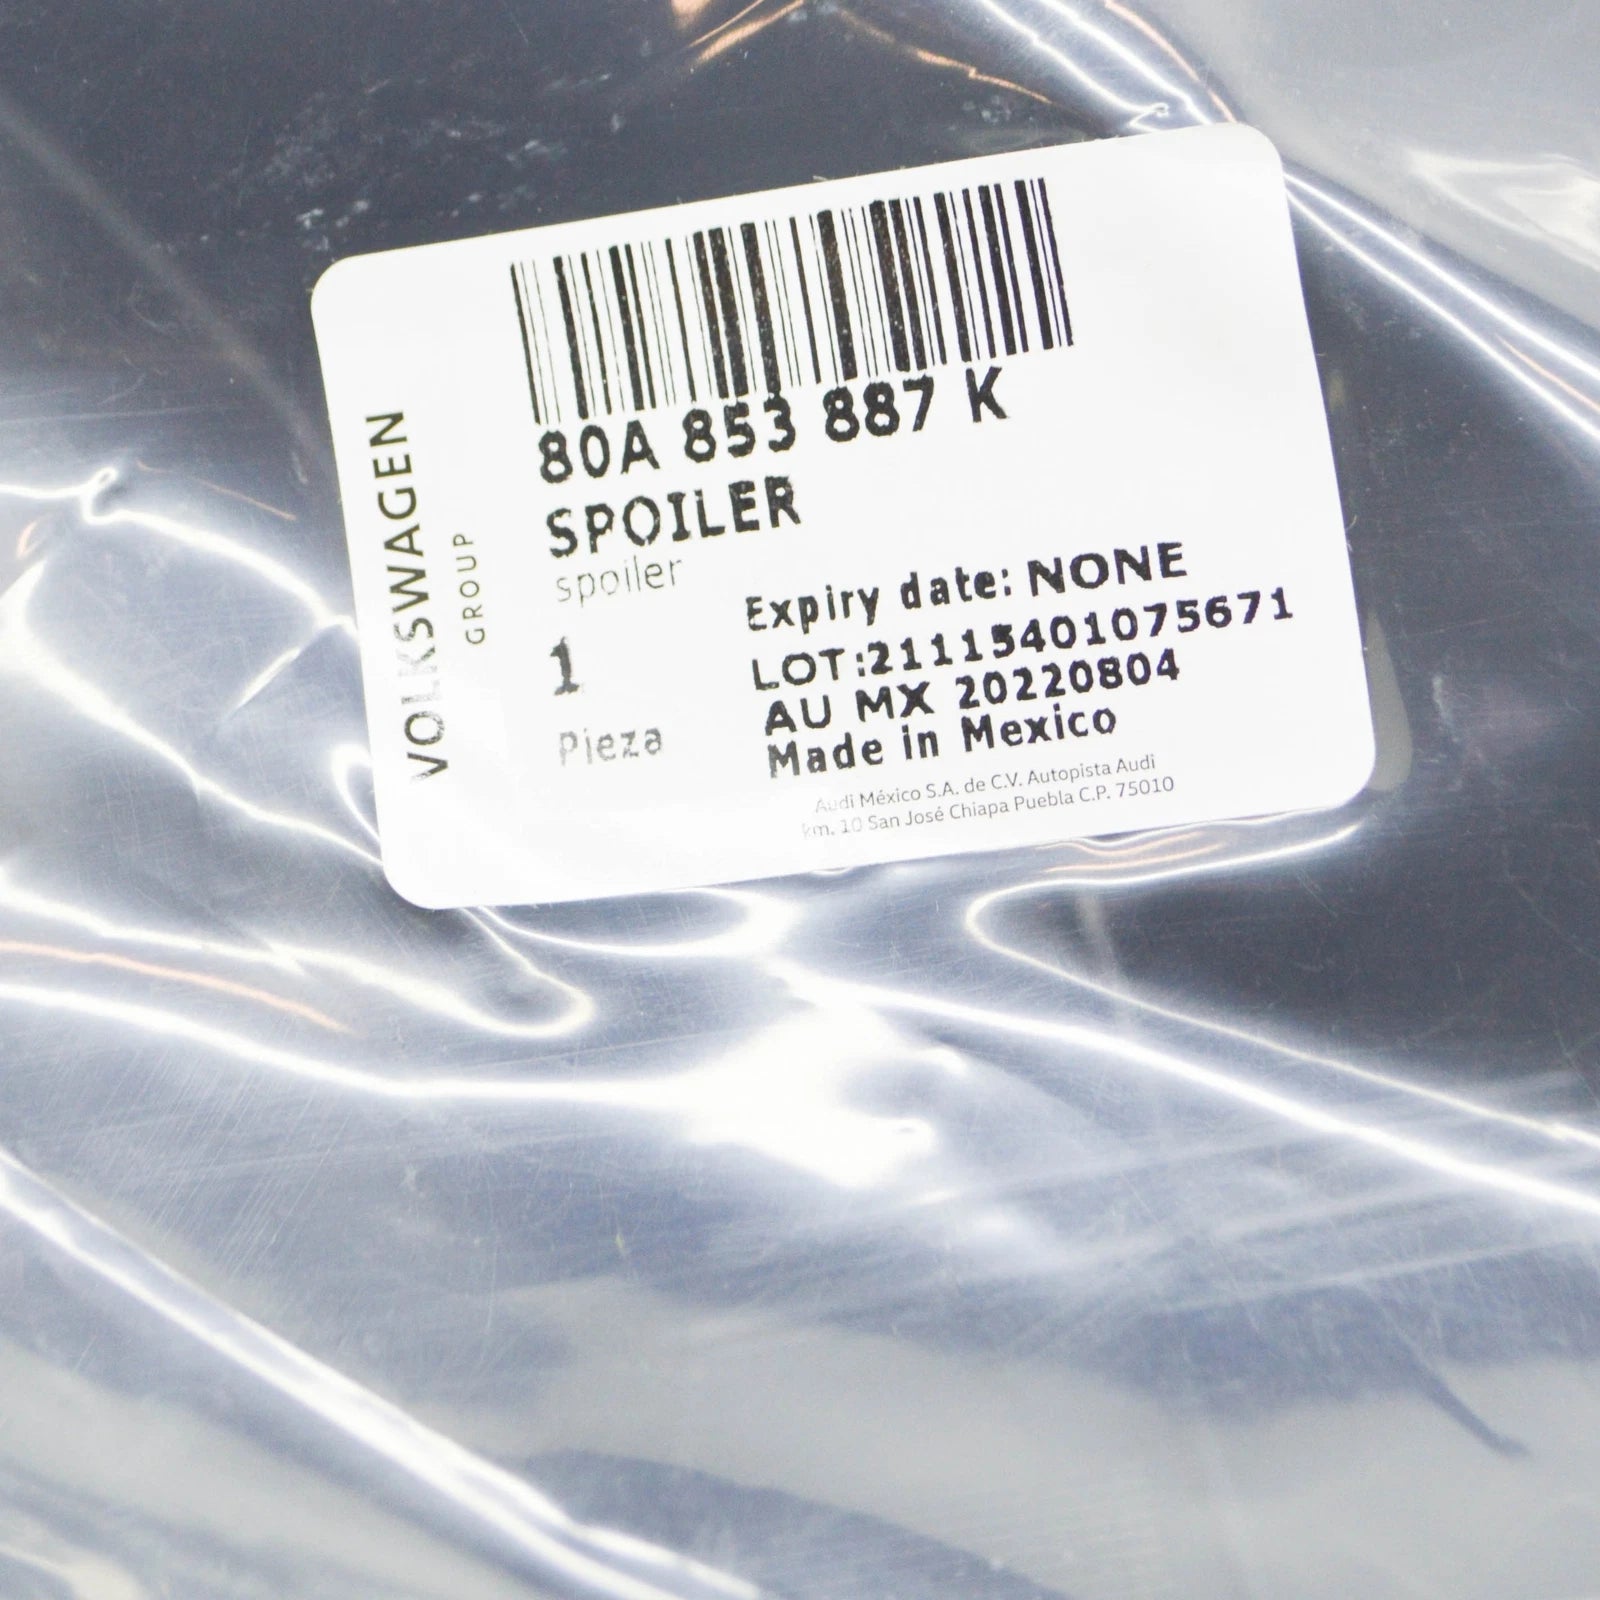 VOLKSWAGEN
GROUP
80A 853 887 K
SPOILER
spoiler
1
Pieza
Expiry date: NONE
LOT:21115401075671
AU MX 20220804
Made in Mexico
Audi México S.A. de C.V. Autopista Audi
km. 10 San José Chiapa Puebla C.P. 75010